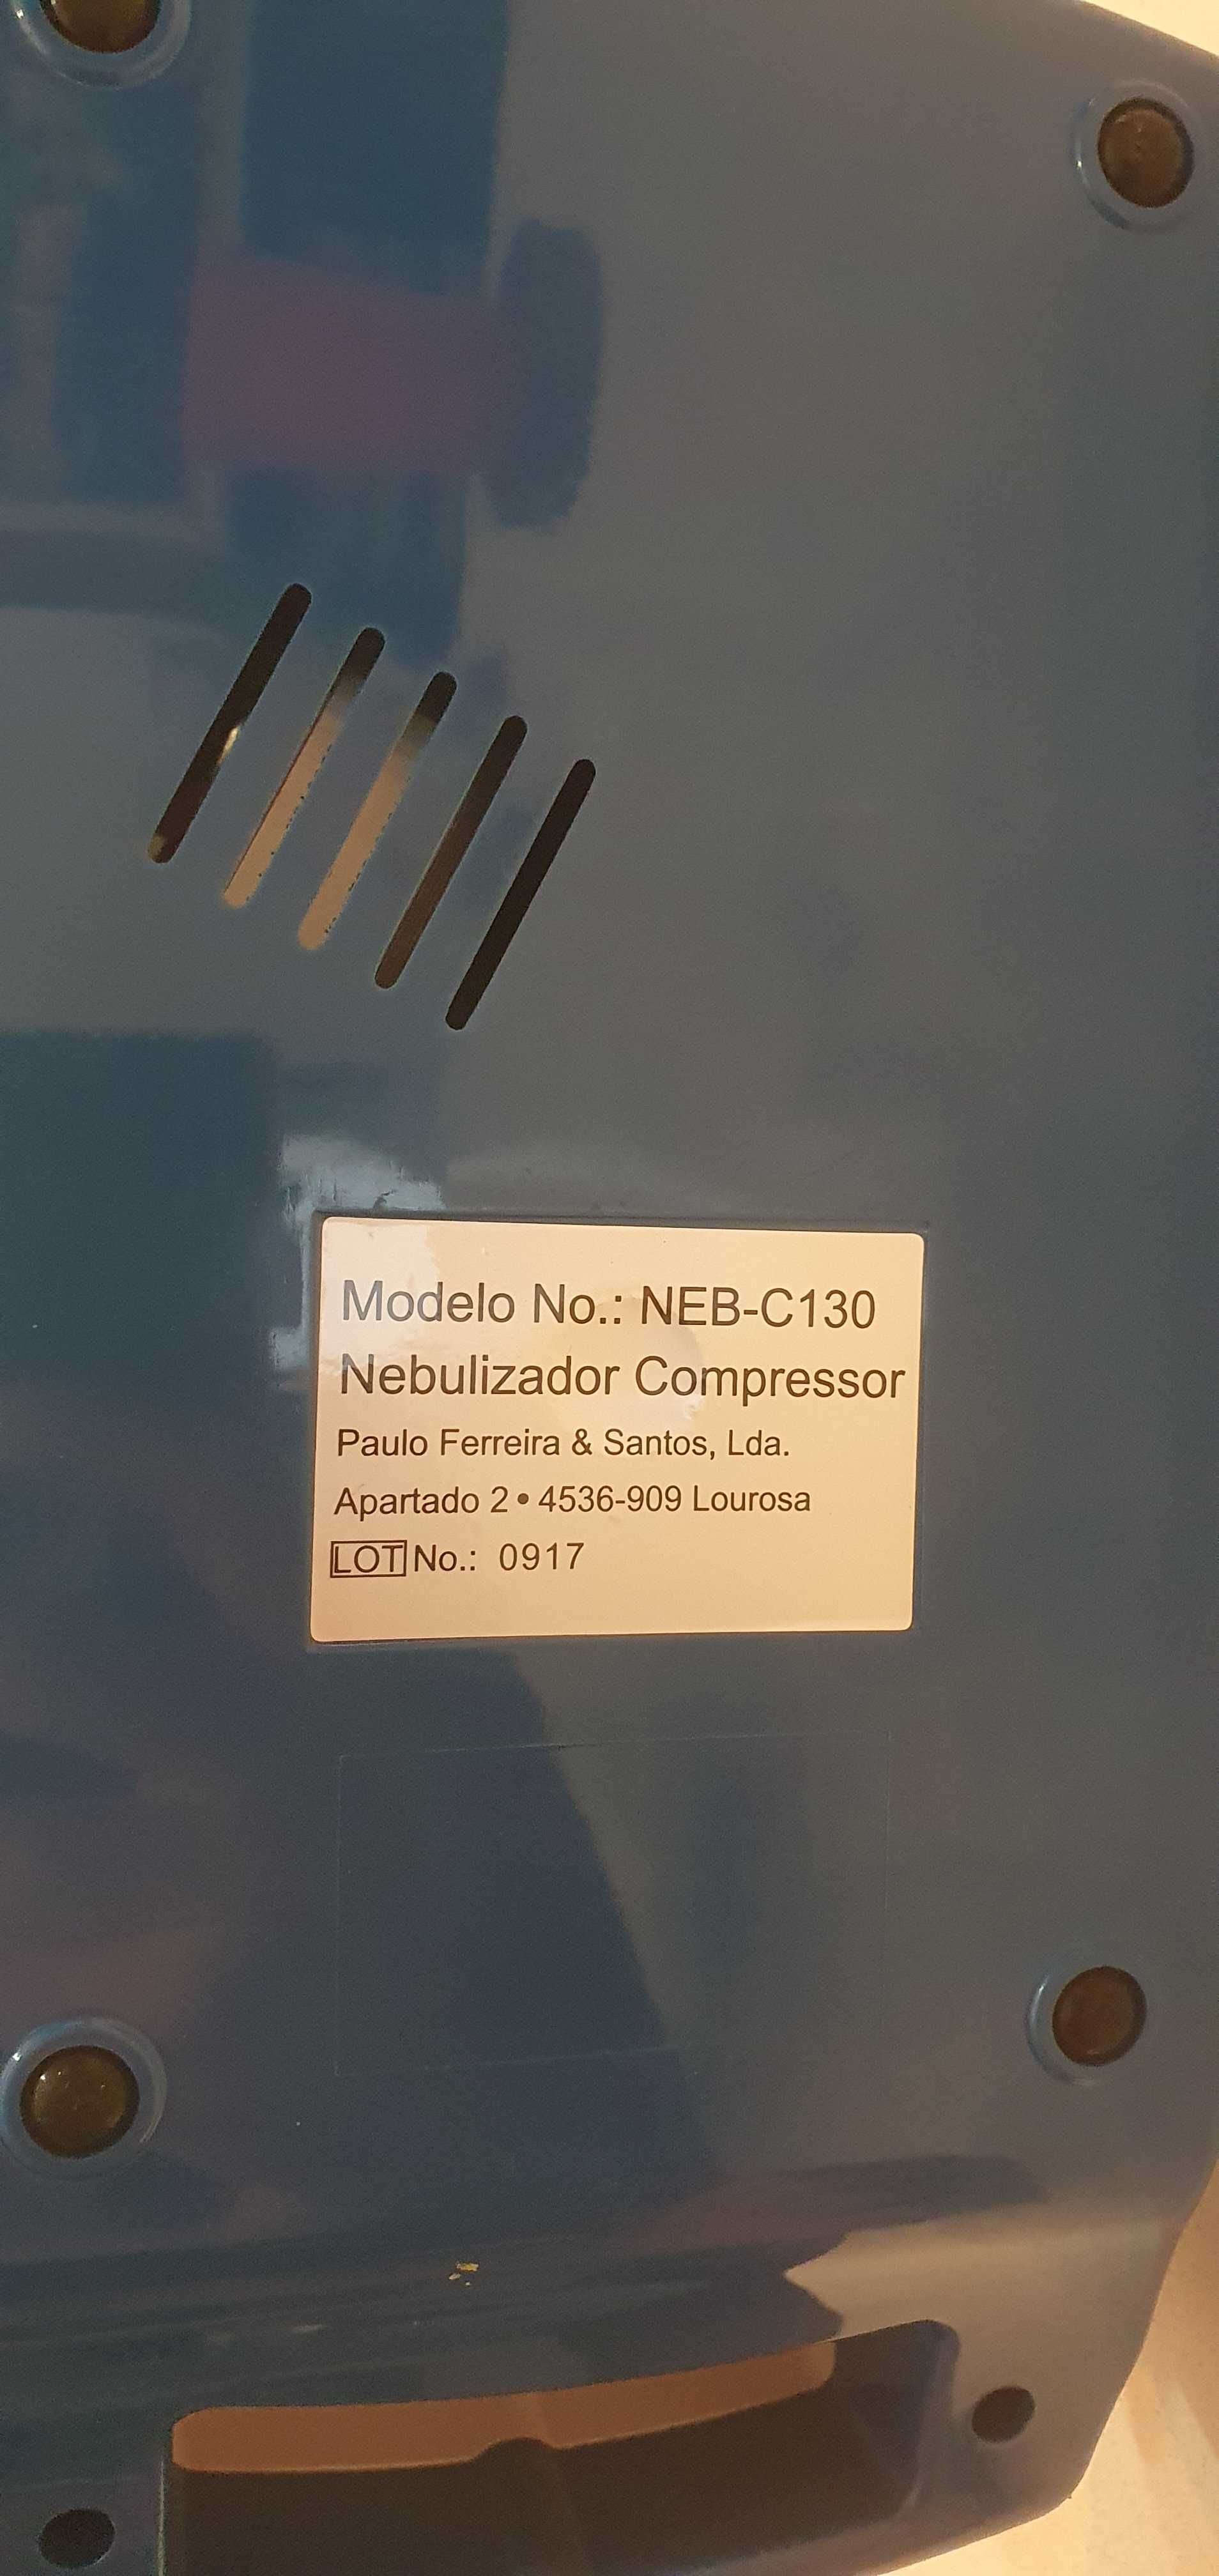 Modelo No.: NEB-C130
Nebulizador Compressor
Paulo Ferreira & Santos, Lda.
Apartado 2 • 4536-909 Lourosa
LOT No.: 0917